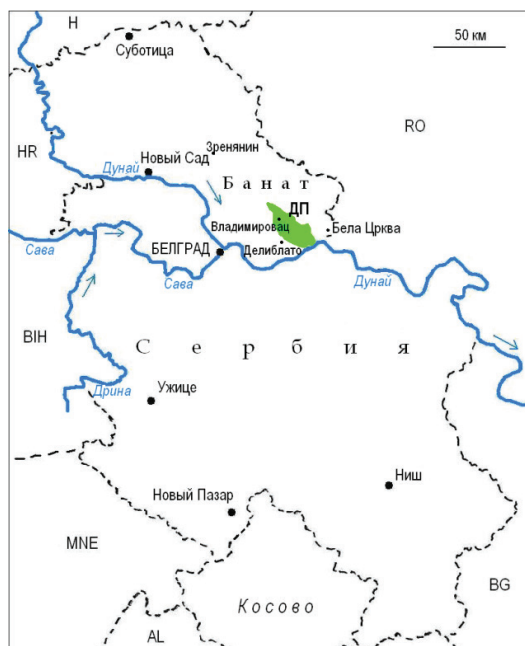 H
Суботица
50 км
RO
HR
Зренянин
Дунай
Новый Сад
Банат
ДП
Владимировац
Бела Црква
Сава
БЕЛГРАД
Делиблато
Сава
Дунай
BIH
Сербия
Дрина
Ужице
Ниш
Новый Пазар
MNE
BG
Косово
AL